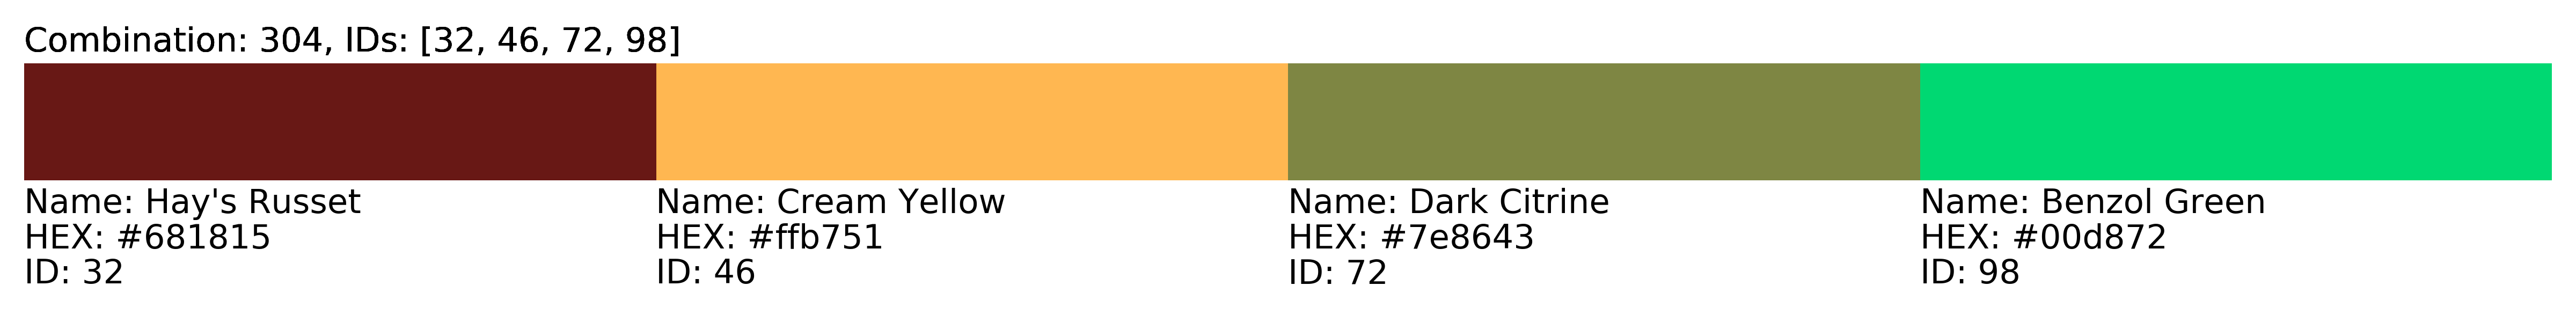 Combination: 304, IDs: [32, 46, 72, 98]
Name: Hay's Russet
HEX: #681815
ID: 32
Name: Cream Yellow
HEX: #ffb751
ID: 46
Name: Dark Citrine
HEX: #7e8643
ID: 72
Name: Benzol Green
HEX: #00d872
ID: 98